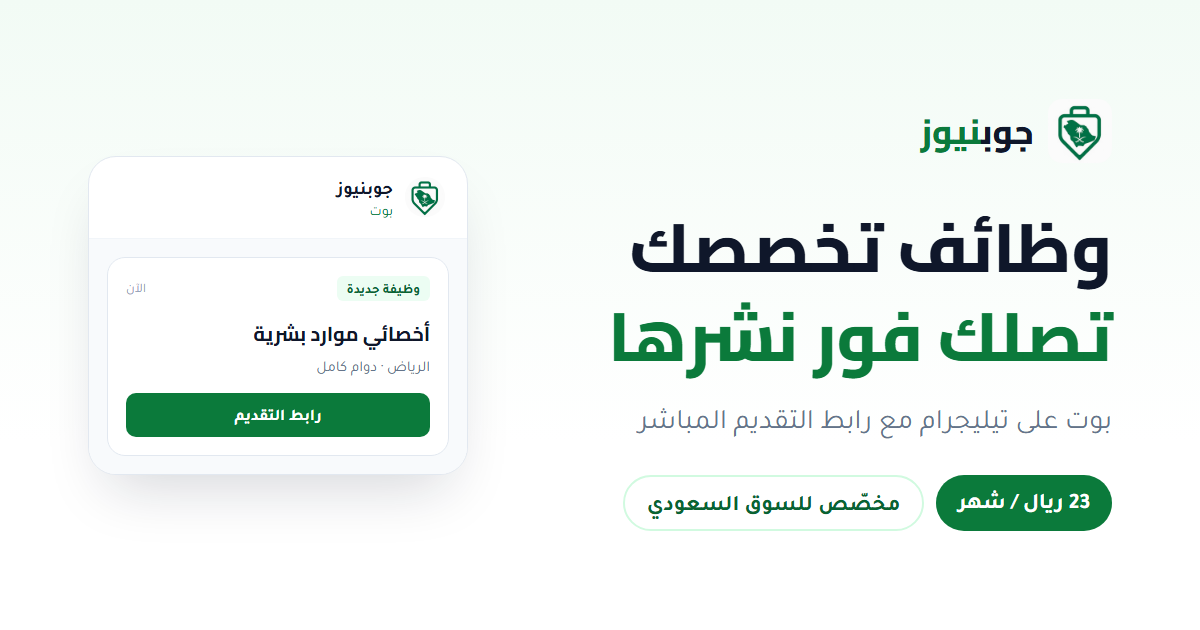 جوبنيوز
وظائف تخصصك
تصلك فور نشرها
بوت على تيليجرام مع رابط التقديم المباشر
23 ريال / شهر
مخصّص للسوق السعودي
جوبنيوز
بوت
وظيفة جديدة
الآن
أخصائي موارد بشرية
الرياض · دوام كامل
رابط التقديم